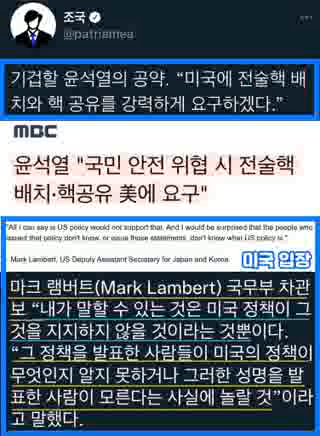 조국
@patriamea
기겁할 윤석열의 공약. “미국에 전술핵 배
치와 핵 공유를 강력하게 요구하겠다.”
MBC
윤석열 "국민 안전 위협 시 전술핵
배치·핵공유 美에 요구"
"All I can say is US policy would not support that. And I would be surprised that the people who
issued that policy don't know, or issue those statements, don't know what US policy is."
Mark Lambert, US Deputy Assistant Secretary for Japan and Korea
미국 입장
마크 램버트(Mark Lambert) 국무부 차관
보 “내가 말할 수 있는 것은 미국 정책이 그
것을 지지하지 않을 것이라는 것뿐이다.
“그 정책을 발표한 사람들이 미국의 정책이
무엇인지 알지 못하거나 그러한 성명을 발
표한 사람이 모른다는 사실에 놀랄 것”이라
고 말했다.